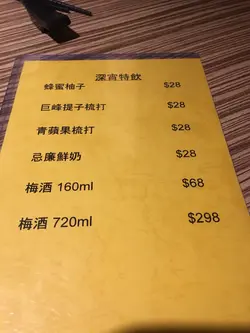 深宵特飲
蜂蜜柚子 $28
巨峰提子梳打 $28
青蘋果梳打 $28
忌廉鮮奶 $28
梅酒 160ml $68
梅酒 720ml $298